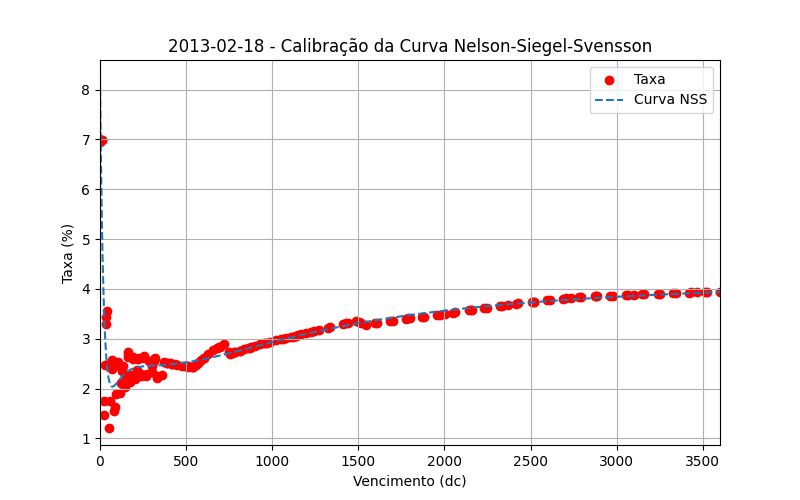 2013-02-18 - Calibração da Curva Nelson-Siegel-Svensson
Taxa
Curva NSS
Taxa (%)
8
7
6
5
4
3
2
1
0 500 1000 1500 2000 2500 3000 3500
Vencimento (dc)